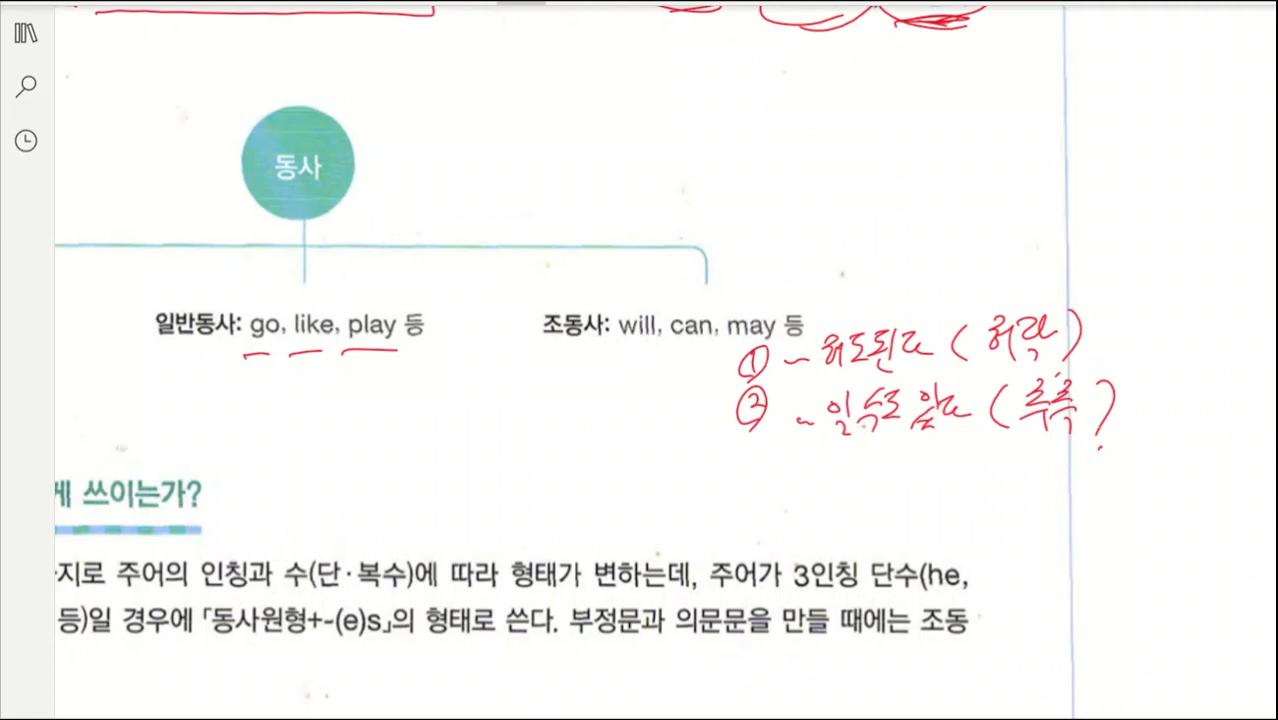 동사
일반동사: go, like, play 등
조동사: will, can, may 등
① ~ 해도된다 (허락)
② ~ 일 수도 있다 (추측)
게 쓰이는가?
지로 주어의 인칭과 수(단·복수)에 따라 형태가 변하는데, 주어가 3인칭 단수(he,
등)일 경우에 「동사원형+-(e)s」의 형태로 쓴다. 부정문과 의문문을 만들 때에는 조동